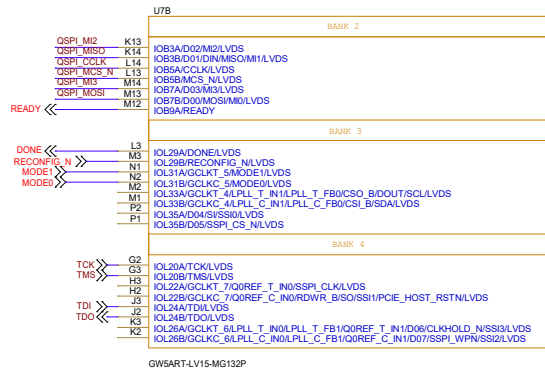 U7B
BANK 2
QSPI_MI2 K13 IOB3A/D02/MI2/LVDS
QSPI_MISO K14 IOB3B/D01/DIN/MISO/MI1/LVDS
QSPI_CCLK L14 IOB5A/CCLK/LVDS
QSPI_MCS_N L13 IOB5B/MCS_N/LVDS
QSPI_MI3 M14 IOB7A/D03/MI3/LVDS
QSPI_MOSI M13 IOB7B/D00/MOSI/MI0/LVDS
READY M12 IOB9A/READY
BANK 3
DONE L3 IOL29A/DONE/LVDS
RECONFIG_N M3 IOL29B/RECONFIG_N/LVDS
MODE1 N1 IOL31A/GCLKT_5/MODE1/LVDS
MODE0 N2 IOL31B/GCLKC_5/MODE0/LVDS
M2 IOL33A/GCLKT_4/LPLL_T_IN1/LPLL_T_FB0/CSO_B/DOUT/SCL/LVDS
M1 IOL33B/GCLKC_4/LPLL_C_IN1/LPLL_C_FB0/CSI_B/SDA/LVDS
P2 IOL35A/D04/SI/SSI0/LVDS
P1 IOL35B/D05/SSPI_CS_N/LVDS
BANK 4
TCK G2 IOL20A/TCK/LVDS
TMS G3 IOL20B/TMS/LVDS
H3 IOL22A/GCLKT_7/Q0REF_T_IN0/SSPI_CLK/LVDS
H2 IOL22B/GCLKC_7/Q0REF_C_IN0/RDWR_B/SO/SSI1/PCIE_HOST_RSTN/LVDS
TDI J3 IOL24A/TDI/LVDS
TDO J2 IOL24B/TDO/LVDS
K3 IOL26A/GCLKT_6/LPLL_T_IN0/LPLL_T_FB1/Q0REF_T_IN1/D06/CLKHOLD_N/SSI3/LVDS
K2 IOL26B/GCLKC_6/LPLL_C_IN0/LPLL_C_FB1/Q0REF_C_IN1/D07/SSPI_WPN/SSI2/LVDS
GW5ART-LV15-MG132P